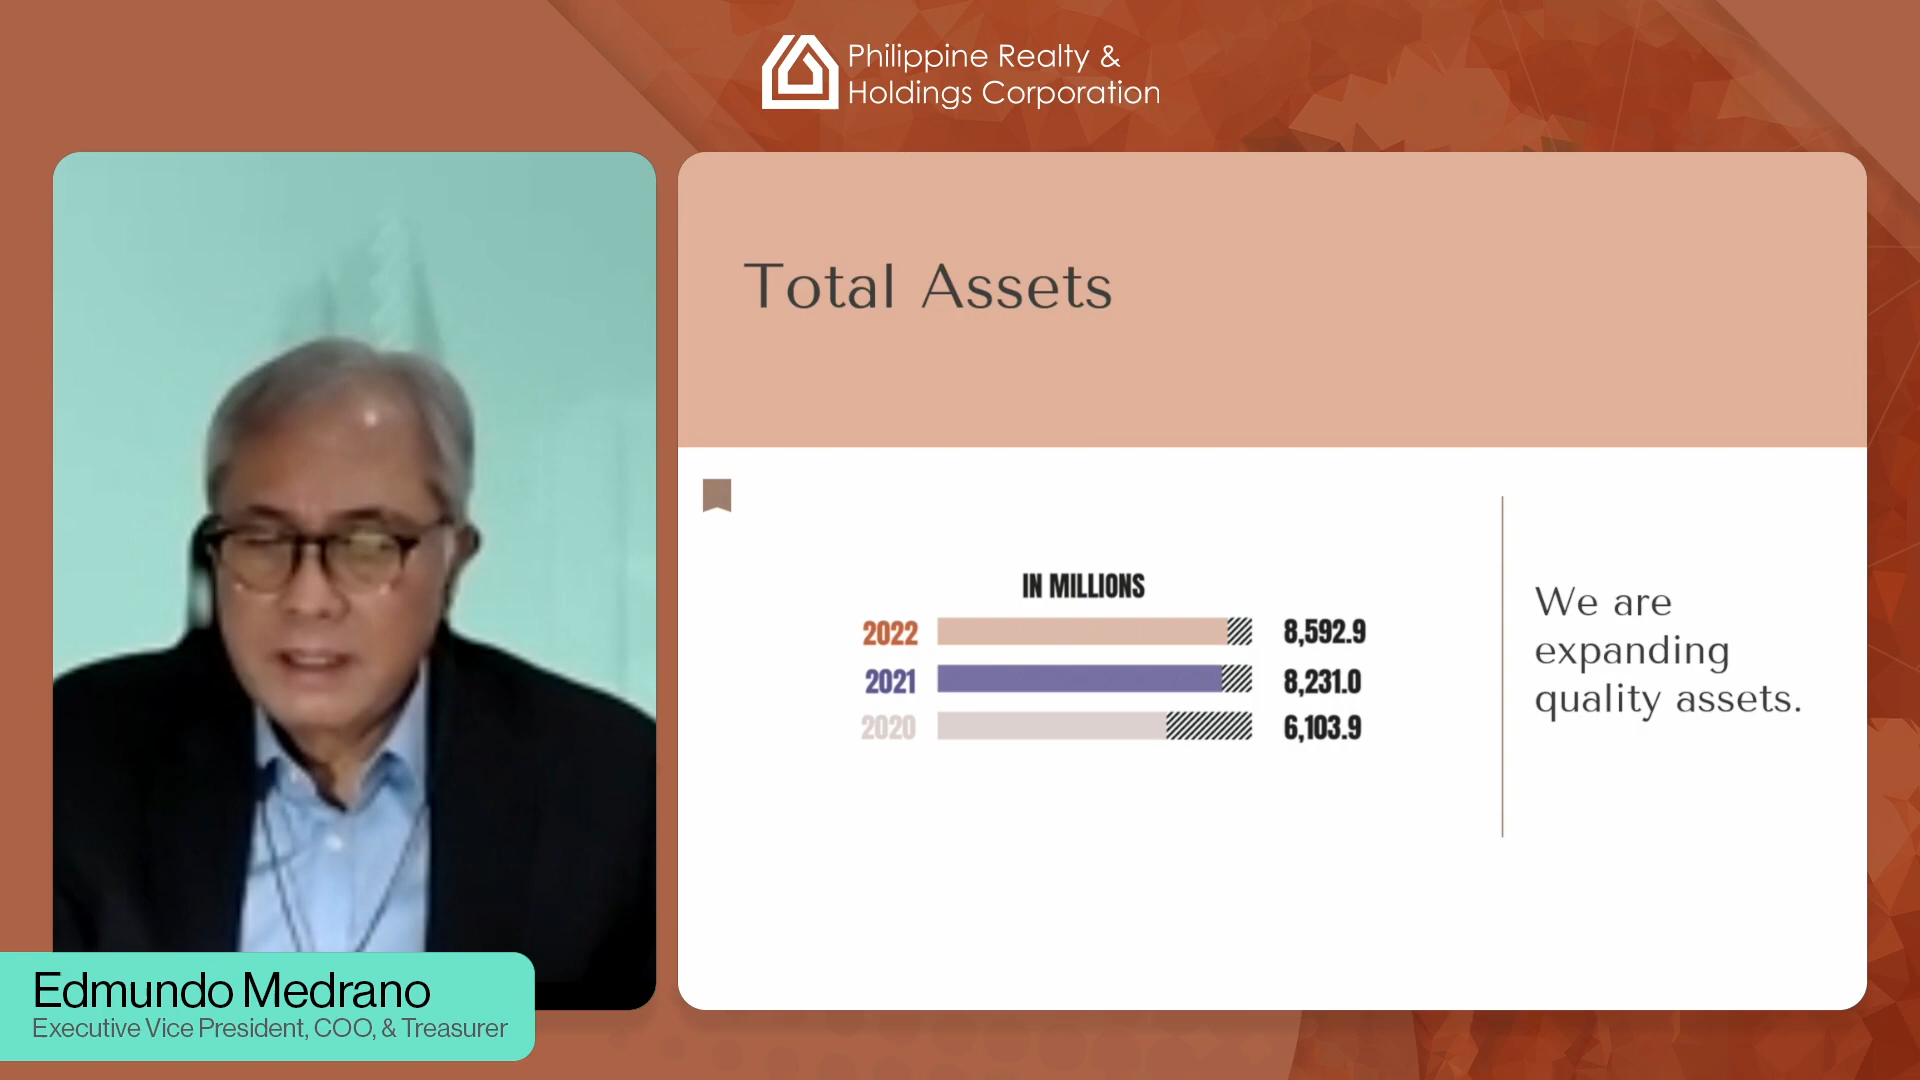 Philippine Realty &
Holdings Corporation
Total Assets
IN MILLIONS
2022 8,592.9
2021 8,231.0
2020 6,103.9
We are
expanding
quality assets.
Edmundo Medrano
Executive Vice President, COO, & Treasurer